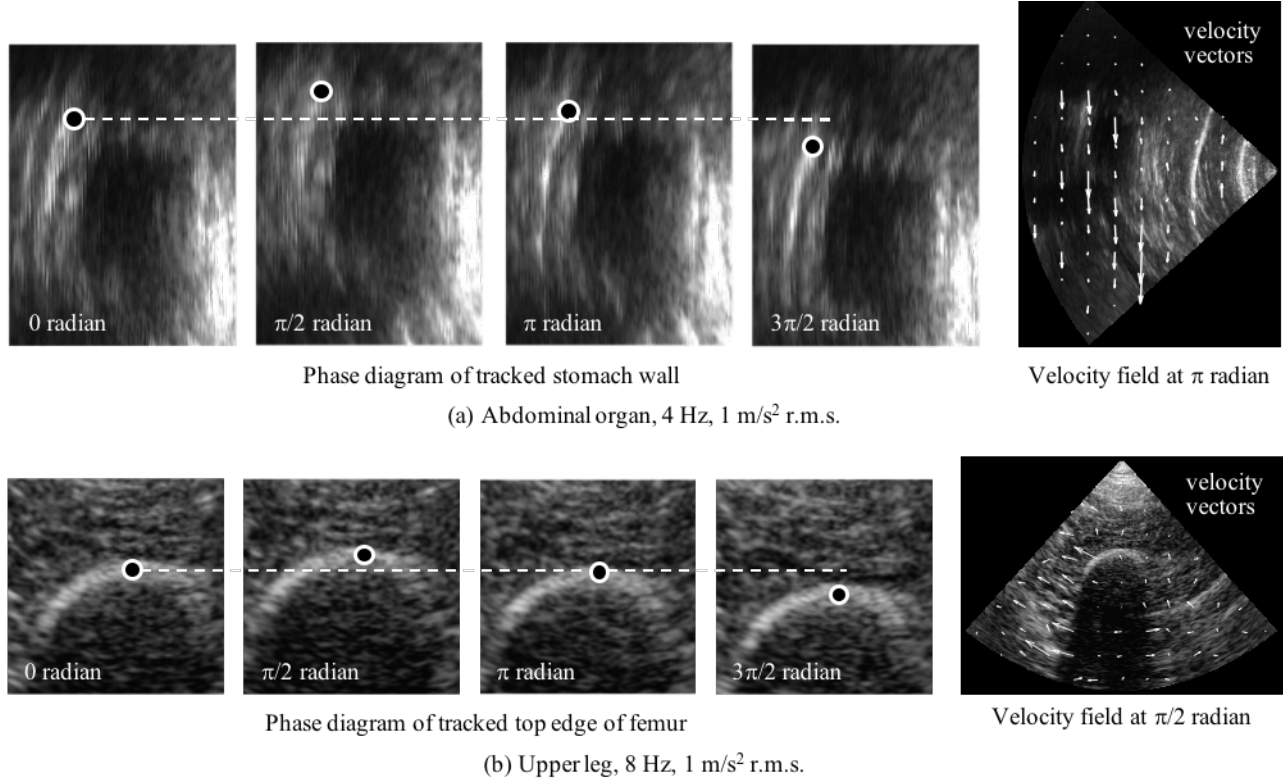 velocity
vectors
0 radian
π/2 radian
π radian
3π/2 radian
Phase diagram of tracked stomach wall
Velocity field at π radian
(a) Abdominal organ, 4 Hz, 1 m/s² r.m.s.
velocity
vectors
0 radian
π/2 radian
π radian
3π/2 radian
Phase diagram of tracked top edge of femur
Velocity field at π/2 radian
(b) Upper leg, 8 Hz, 1 m/s² r.m.s.